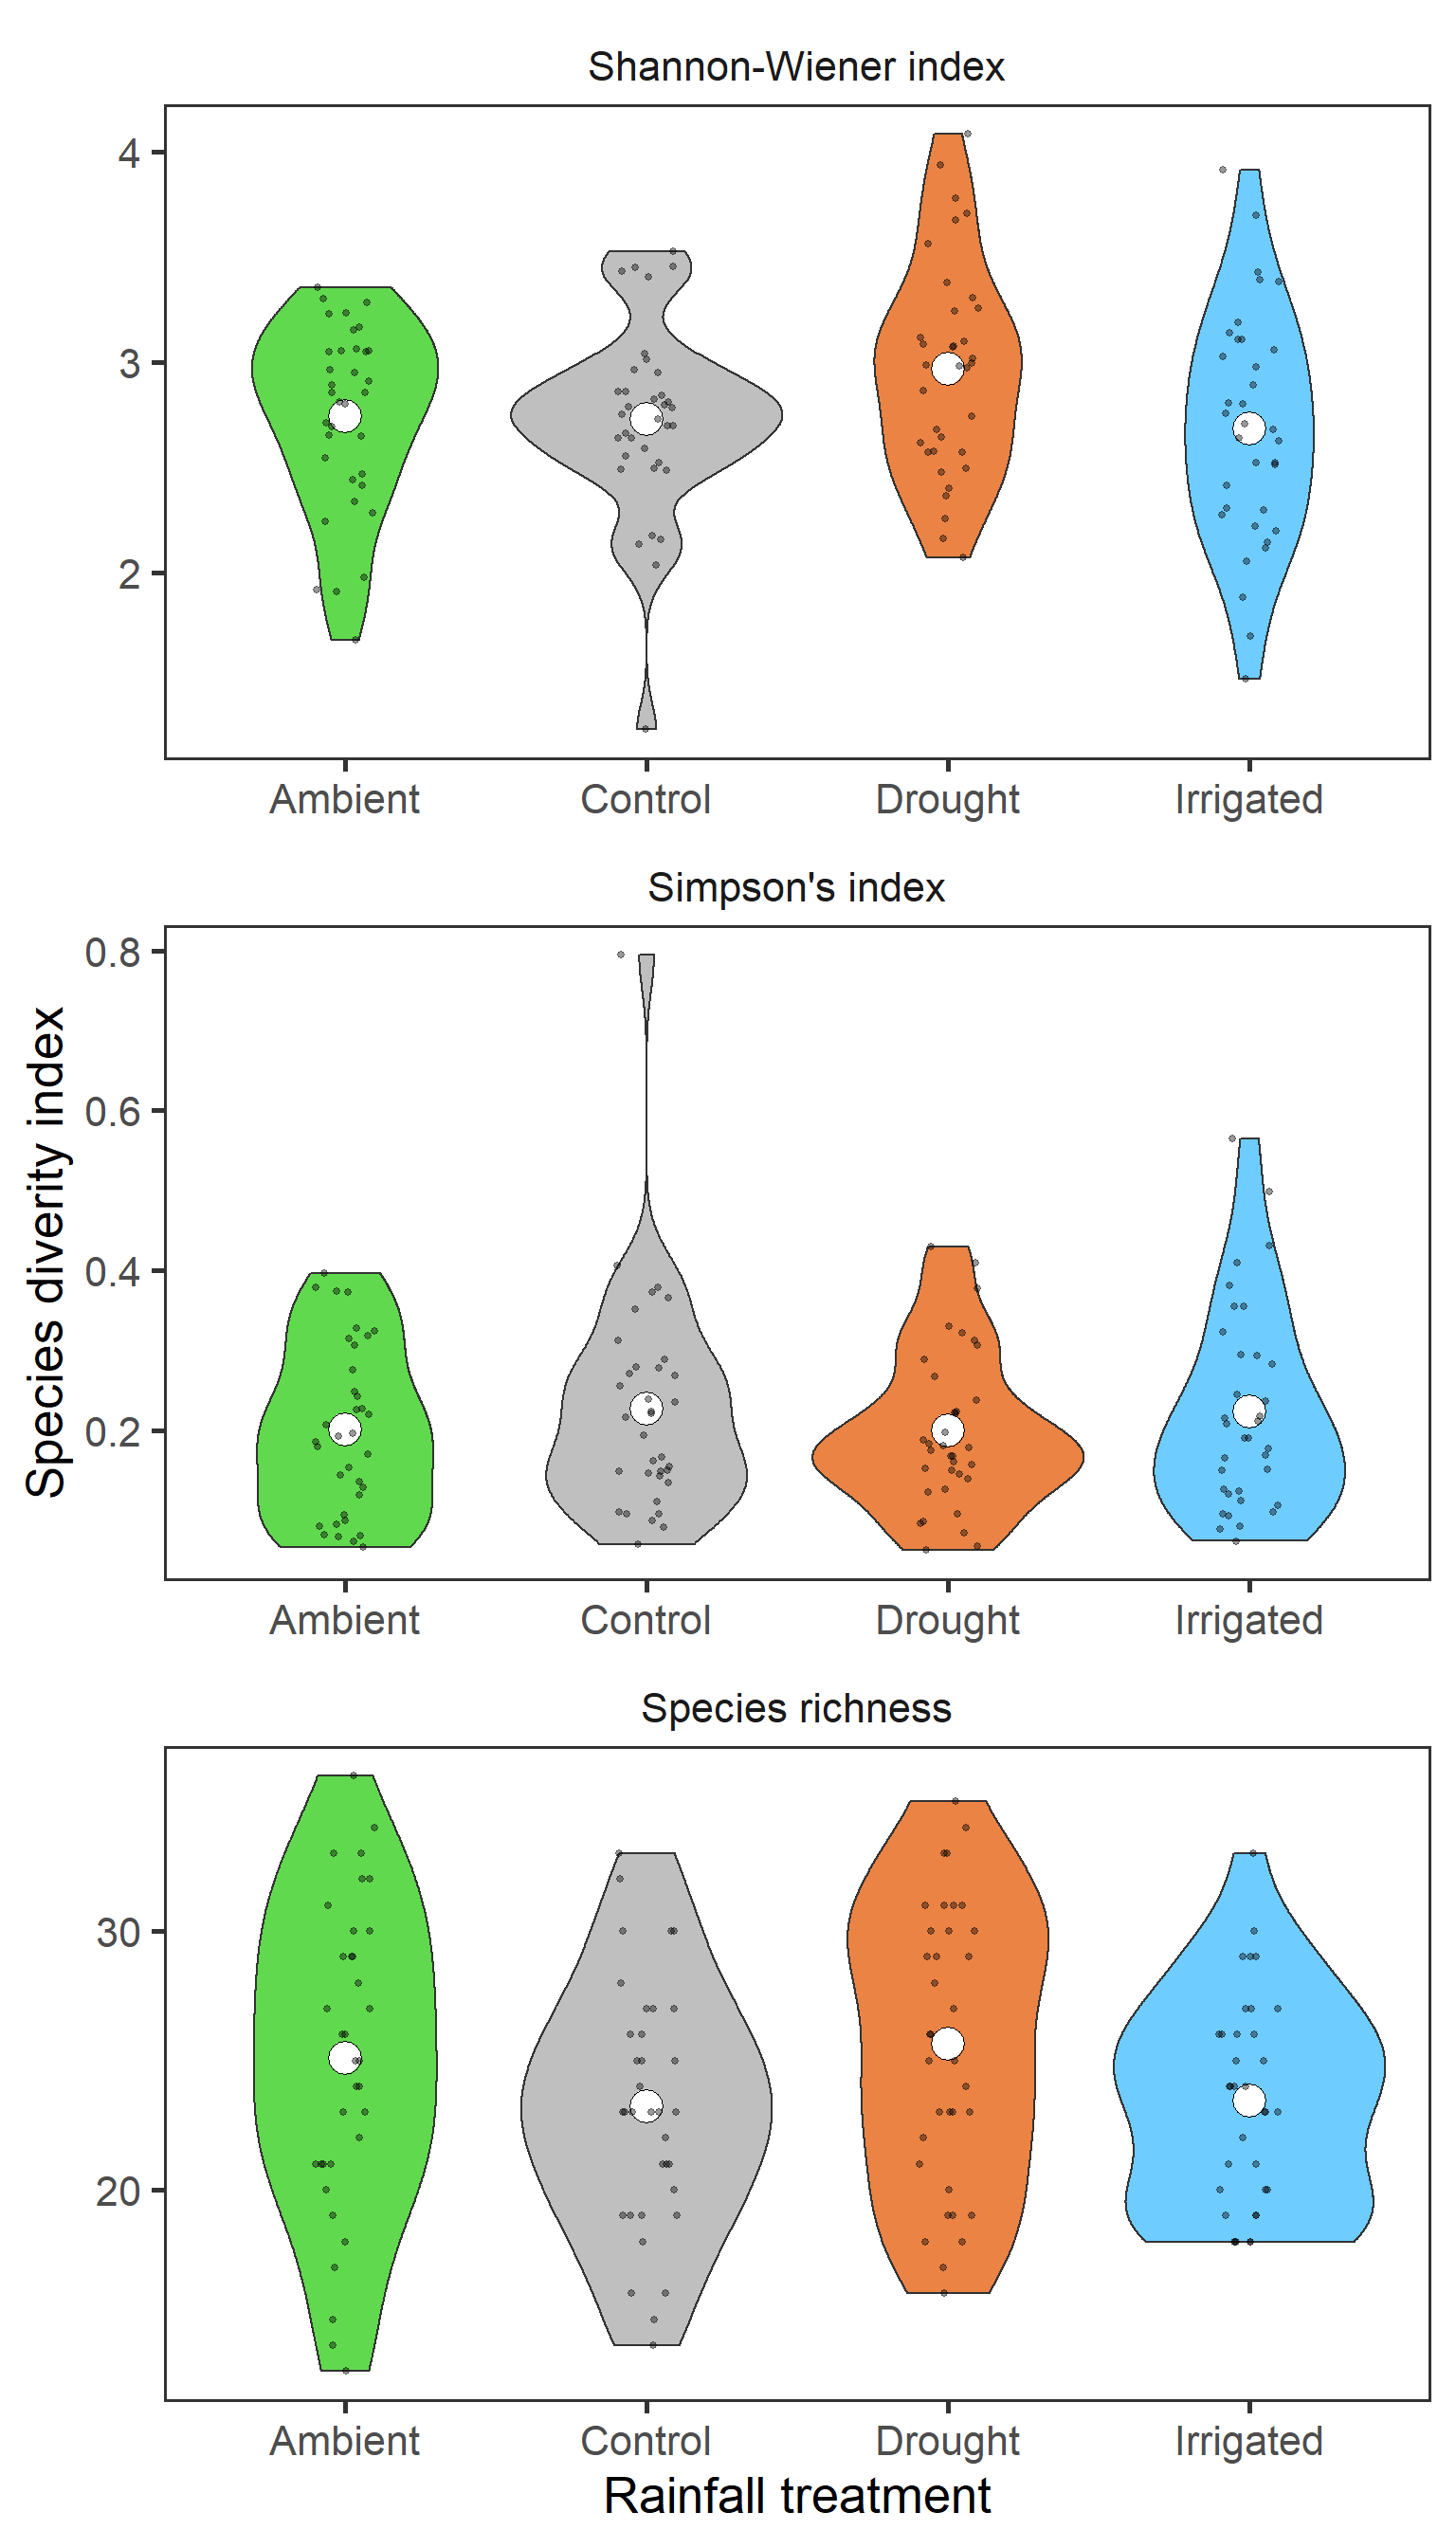 Shannon-Wiener index
4
3
2
Ambient Control Drought Irrigated
Simpson's index
Species diverity index
0.8
0.6
0.4
0.2
Ambient Control Drought Irrigated
Species richness
30
20
Ambient Control Drought Irrigated
Rainfall treatment